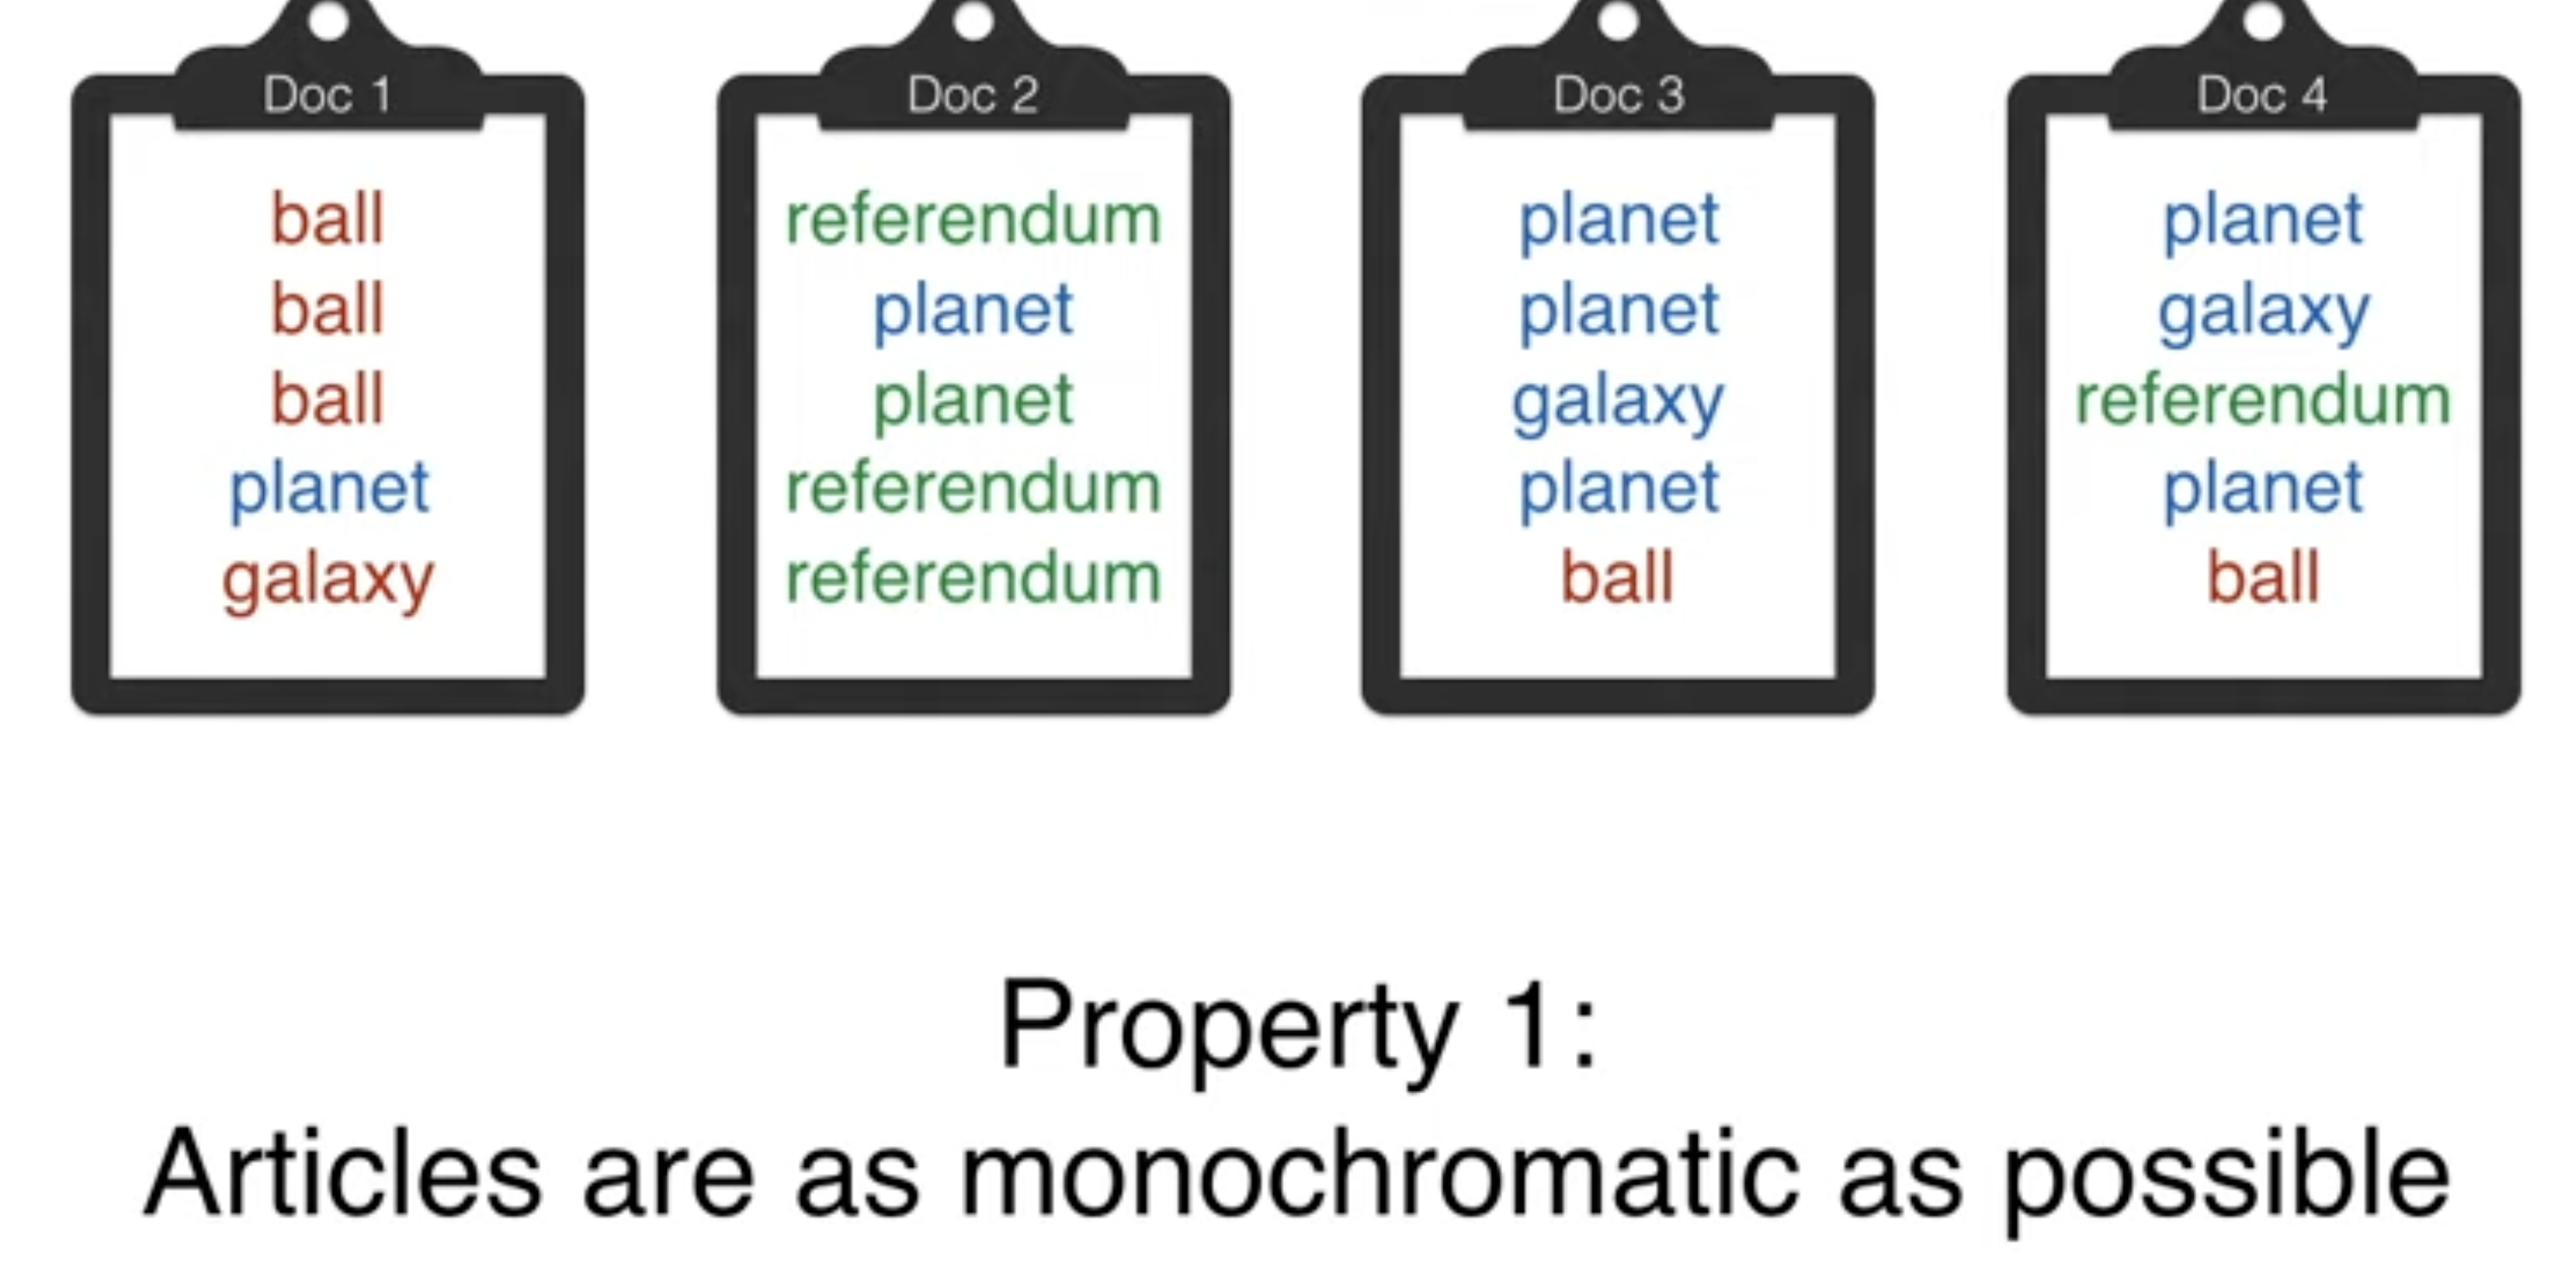 Doc 1
ball
ball
ball
planet
galaxy
Doc 2
referendum
planet
planet
referendum
referendum
Doc 3
planet
planet
galaxy
planet
ball
Doc 4
planet
galaxy
referendum
planet
ball
Property 1:
Articles are as monochromatic as possible